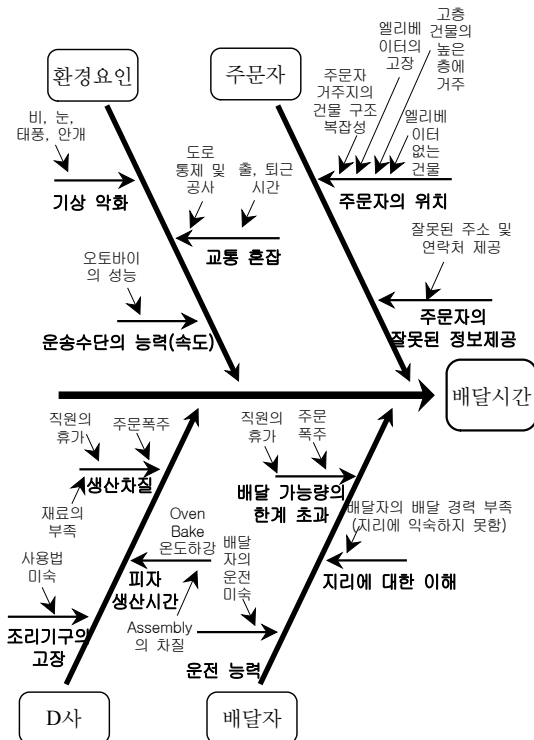 환경요인
주문자
비, 눈,
태풍, 안개
기상 악화
도로
통제 및
공사
출, 퇴근
시간
교통 혼잡
오토바이
의 성능
운송수단의 능력(속도)
주문자
거주지의
건물 구조
복잡성
엘리베
이터의
고장
고층
건물의
높은
층에
거주
엘리베
이터
없는
건물
주문자의 위치
잘못된 주소 및
연락처 제공
주문자의
잘못된 정보제공
배달시간
직원의
휴가
주문폭주
생산차질
재료의
부족
사용법
미숙
조리기구의
고장
Oven
Bake
온도하강
피자
생산시간
Assembly
의 차질
직원의
휴가
주문
폭주
배달 가능량의
한계 초과
배달자의 배달 경력 부족
(지리에 익숙하지 못함)
지리에 대한 이해
배달
자의
운전
미숙
운전 능력
D사
배달자